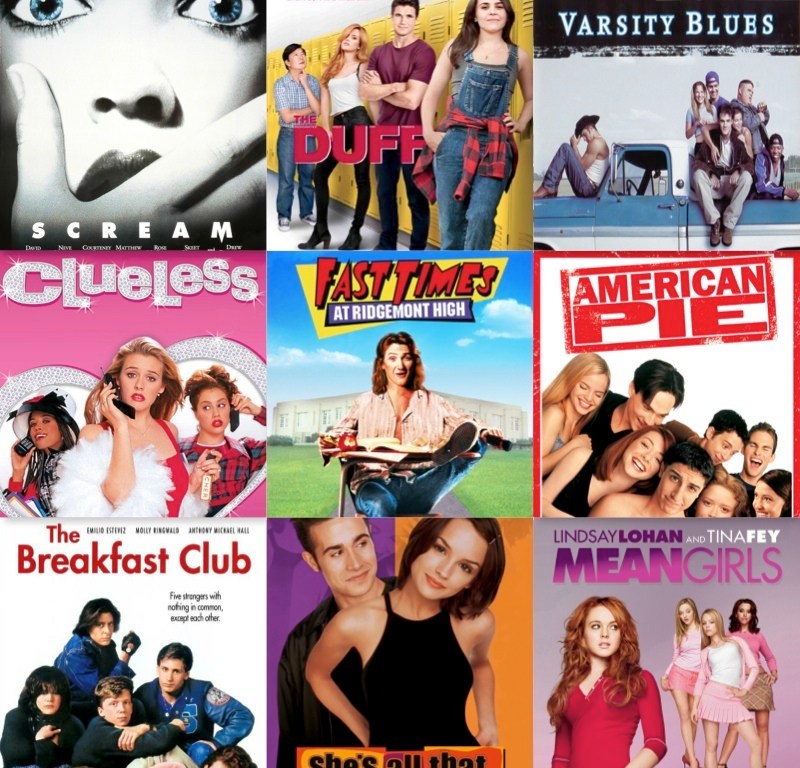 SCREAM
DAVID NEVE COURTENEY MATTHEW ROSE SKEET and DREW
THE
DUFF
VARSITY BLUES
CLUELESS
FAST TIMES
AT RIDGEMONT HIGH
AMERICAN
PIE
The EMILIO ESTEVEZ MOLLY RINGWALD ANTHONY MICHAEL HALL
Breakfast Club
Five strangers with
nothing in common,
except each other.
She's all that
LINDSAY LOHAN AND TINA FEY
MEAN GIRLS